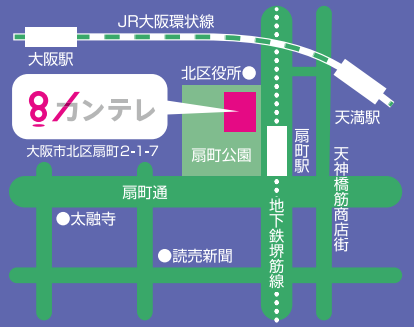 JR大阪環状線
大阪駅
北区役所
8/カンテレ
天満駅
大阪市北区扇町2-1-7
扇町公園
扇町駅
天神橋筋商店街
扇町通
地下鉄堺筋線
太融寺
読売新聞